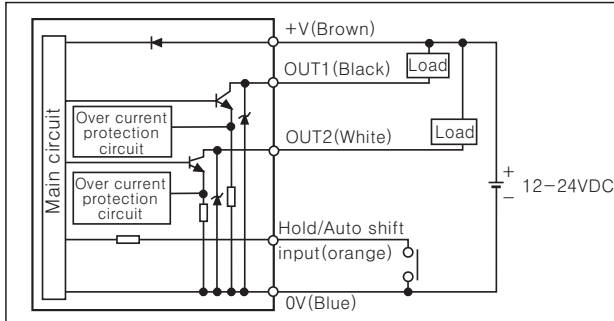 +V(Brown)
OUT1(Black)
Load
Main circuit
Over current
protection
circuit
OUT2(White)
Load
Over current
protection
circuit
+
12-24VDC
−
Hold/Auto shift
input(orange)
0V(Blue)